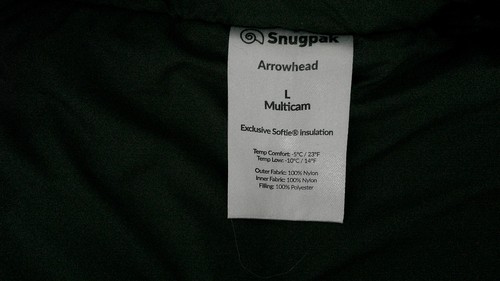 Snugpak
Arrowhead
L
Multicam
Exclusive Softie® insulation
Temp Comfort: -5°C / 23°F
Temp Low: -10°C / 14°F
Outer Fabric: 100% Nylon
Inner Fabric: 100% Nylon
Filling: 100% Polyester